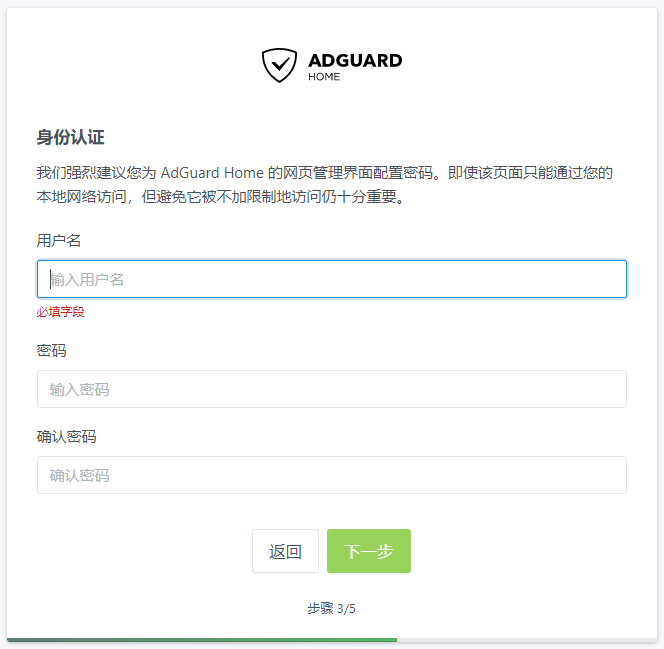 ADGUARD
HOME
身份认证
我们强烈建议您为 AdGuard Home 的网页管理界面配置密码。即使该页面只能通过您的
本地网络访问，但避免它被不加限制地访问仍十分重要。
用户名
输入用户名
必填字段
密码
输入密码
确认密码
确认密码
返回 下一步
步骤 3/5